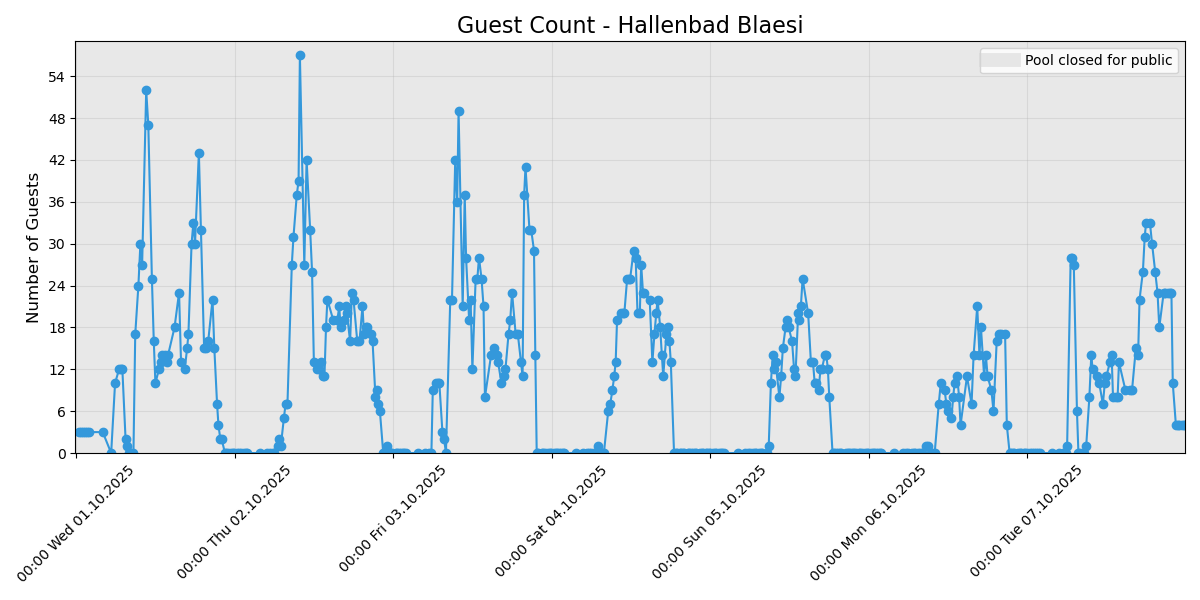 Guest Count - Hallenbad Blaesi
Pool closed for public
Number of Guests
54
48
42
36
30
24
18
12
6
0
00:00 Wed 01.10.2025
00:00 Thu 02.10.2025
00:00 Fri 03.10.2025
00:00 Sat 04.10.2025
00:00 Sun 05.10.2025
00:00 Mon 06.10.2025
00:00 Tue 07.10.2025